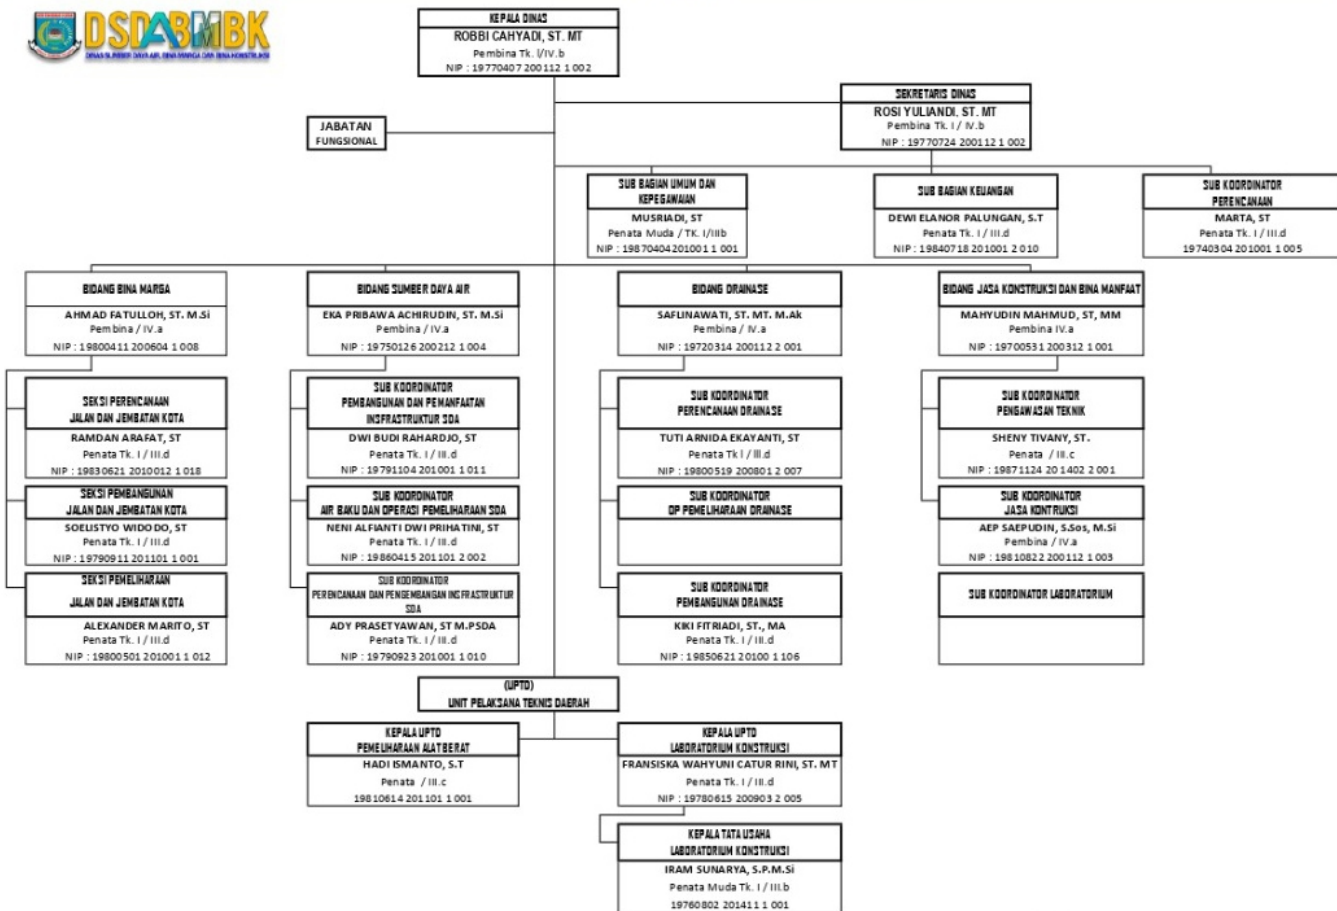 DSDABMBK
DINAS SUMBER DAYA AIR, BINA MARGA DAN BINA KONSTRUKSI
KEPALA DINAS
ROBBI CAHYADI, ST. MT
Pembina Tk. I/IV.b
NIP : 19770407 200112 1 002
SEKRETARIS DINAS
ROSI YULIANDI, ST. MT
Pembina Tk. I / IV.b
NIP : 19770724 200112 1 002
JABATAN
FUNGSIONAL
SUB BAGIAN UMUM DAN
KEPEGAWAIAN
MUSRIADI, ST
Penata Muda / TK. I/IIIb
NIP : 19870404201001 1 001
SUB BAGIAN KEUANGAN
DEWI ELANOR PALUNGAN, S.T
Penata Tk. I / III.d
NIP : 19840718 201001 2 010
SUB KOORDINATOR
PERENCANAAN
MARTA, ST
Penata Tk. I / III.d
19740304 201001 1 005
BIDANG BINA MARGA
AHMAD FATULLOH, ST. M.Si
Pembina / IV.a
NIP : 19800411 200604 1 008
BIDANG SUMBER DAYA AIR
EKA PRIBAWA ACHIRUDIN, ST. M.Si
Pembina / IV.a
NIP : 19750126 200212 1 004
BIDANG DRAINASE
SAFLINAWATI, ST. MT. M.Ak
Pembina / IV.a
NIP : 19720314 200112 2 001
BIDANG JASA KONSTRUKSI DAN BINA MANFAAT
MAHYUDIN MAHMUD, ST, MM
Pembina IV.a
NIP : 19700531 200312 1 001
SEKSI PERENCANAAN
JALAN DAN JEMBATAN KOTA
RAMDAN ARAFAT, ST
Penata Tk. I / III.d
NIP : 19830621 2010012 1 018
SEKSI PEMBANGUNAN
JALAN DAN JEMBATAN KOTA
SOELISTYO WIDODO, ST
Penata Tk. I / III.d
NIP : 19790911 201101 1 001
SEKSI PEMELIHARAAN
JALAN DAN JEMBATAN KOTA
ALEXANDER MARITO, ST
Penata Tk. I / III.d
NIP : 19800501 201001 1 012
SUB KOORDINATOR
PEMBANGUNAN DAN PEMANFAATAN
INSFRASTRUKTUR SDA
DWI BUDI RAHARDJO, ST
Penata Tk. I / III.d
NIP : 19791104 201001 1 011
SUB KOORDINATOR
AIR BAKU DAN OPERASI PEMELIHARAAN SDA
NENI ALFIANTI DWI PRIHATINI, ST
Penata Tk. I / III.d
NIP : 19860415 201101 2 002
SUB KOORDINATOR
PERENCANAAN DAN PENGEMBANGAN INSFRASTRUKTUR
SDA
ADY PRASETYAWAN, ST M.PSDA
Penata Tk. I / III.d
NIP : 19790923 201001 1 010
SUB KOORDINATOR
PERENCANAAN DRAINASE
TUTI ARNIDA EKAYANTI, ST
Penata Tk I / III.d
NIP : 19800519 200801 2 007
SUB KOORDINATOR
OP PEMELIHARAAN DRAINASE
SUB KOORDINATOR
PEMBANGUNAN DRAINASE
KIKI FITRIADI, ST., MA
Penata Tk. I / III.d
NIP : 19850621 20100 1 106
SUB KOORDINATOR
PENGAWASAN TEKNIK
SHENY TIVANY, ST.
Penata / III.c
NIP : 19871124 201402 2 001
SUB KOORDINATOR
JASA KONTRUKSI
AEP SAEPUDIN, S.Sos, M.Si
Pembina / IV.a
NIP : 19810822 200112 1 003
SUB KOORDINATOR LABORATORIUM
(UPTD)
UNIT PELAKSANA TEKNIS DAERAH
KEPALA UPTD
PEMELIHARAAN ALAT BERAT
HADI ISMANTO, S.T
Penata / III.c
19810614 201101 1 001
KEPALA UPTD
LABORATORIUM KONSTRUKSI
FRANSISKA WAHYUNI CATUR RINI, ST. MT
Penata Tk. I / III.d
NIP : 19780615 200903 2 005
KEPALA TATA USAHA
LABORATORIUM KONSTRUKSI
IRAM SUNARYA, S.P.M.Si
Penata Muda Tk. I / III.b
19760802 201411 1 001